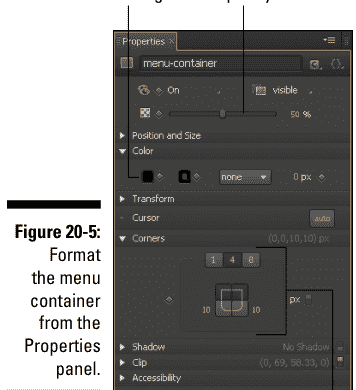 Properties ×
menu-container
On
visible
50 %
Position and Size
Color
none
0 px
Transform
Cursor
auto
Corners
(0,0,10,10) px
1 4 8
px
10 10
Shadow
No Shadow
Clip
(0, 69, 58.33, 0)
Accessibility
Figure 20-5:
Format
the menu
container
from the
Properties
panel.